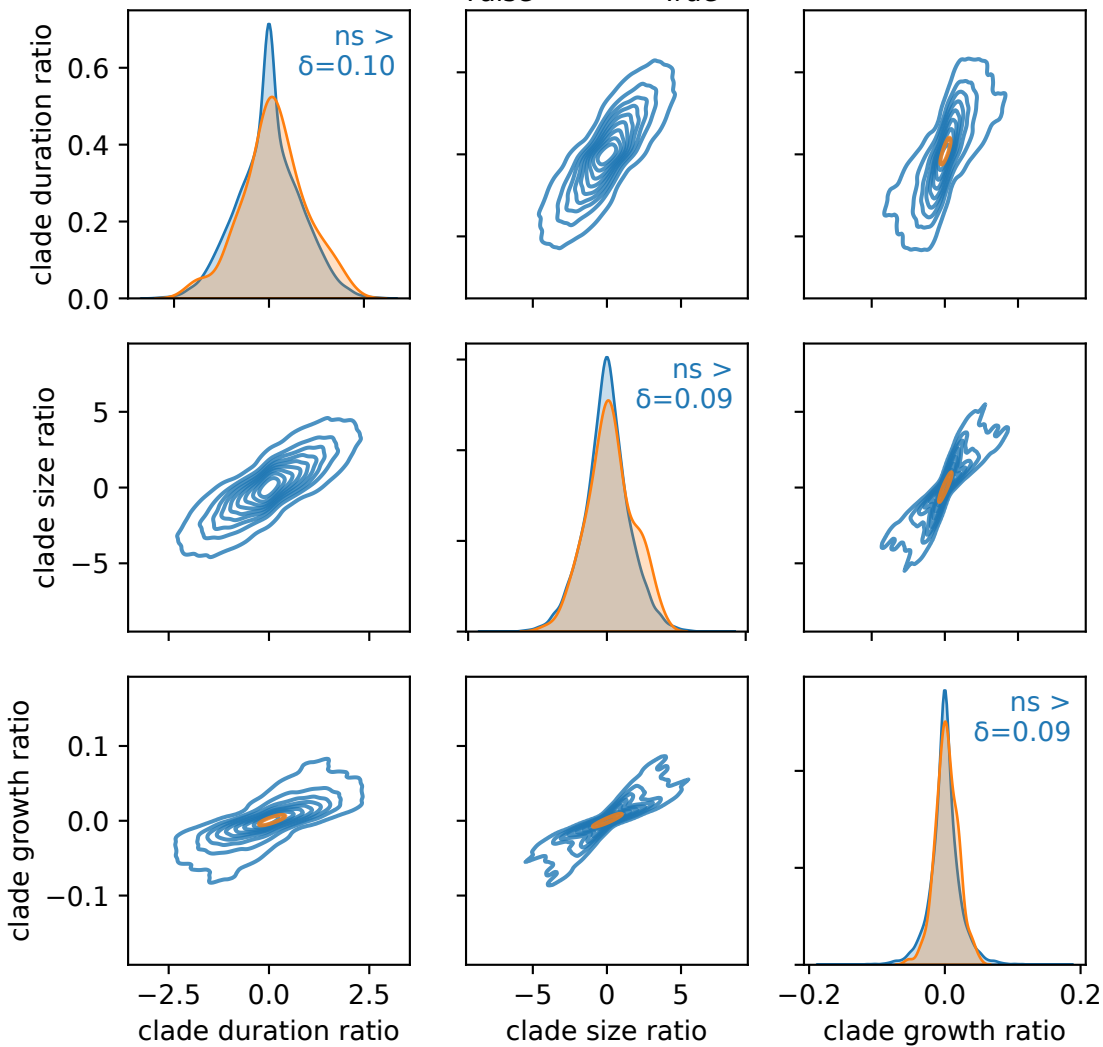 clade duration ratio
0.6
0.4
0.2
0.0
ns >
δ=0.10
clade size ratio
5
0
−5
ns >
δ=0.09
clade growth ratio
0.1
0.0
−0.1
ns >
δ=0.09
−2.5 0.0 2.5
−5 0 5
−0.2 0.0 0.2
clade duration ratio
clade size ratio
clade growth ratio